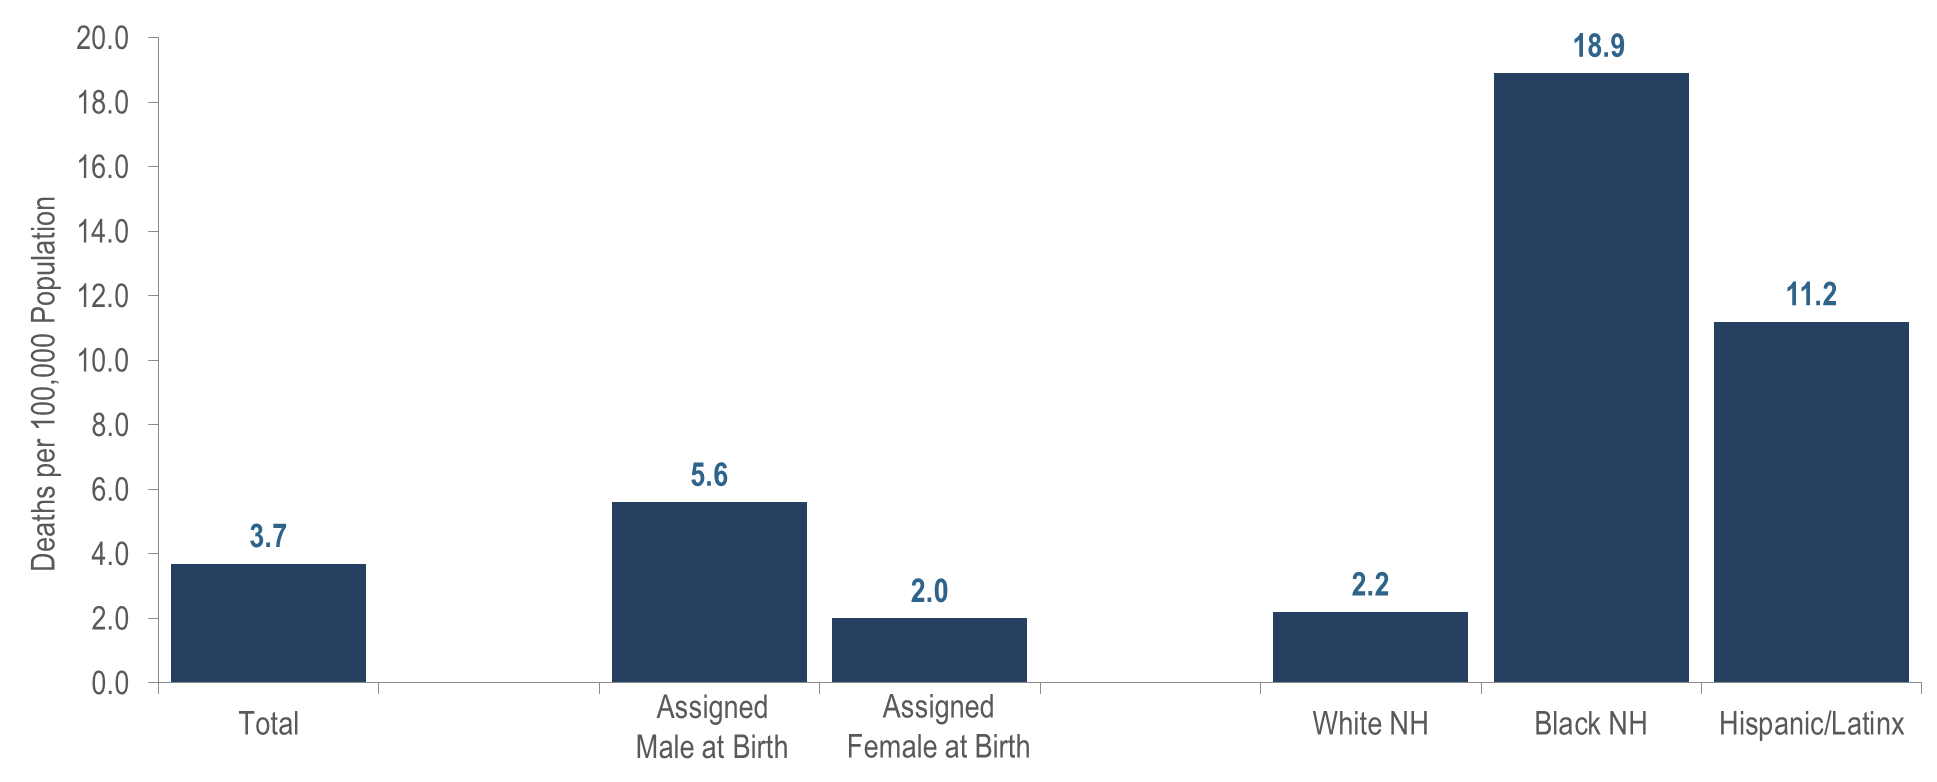 Deaths per 100,000 Population
20.0
18.0
16.0
14.0
12.0
10.0
8.0
6.0
4.0
2.0
0.0
3.7
5.6
2.0
2.2
18.9
11.2
Total
Assigned
Male at Birth
Assigned
Female at Birth
White NH
Black NH
Hispanic/Latinx